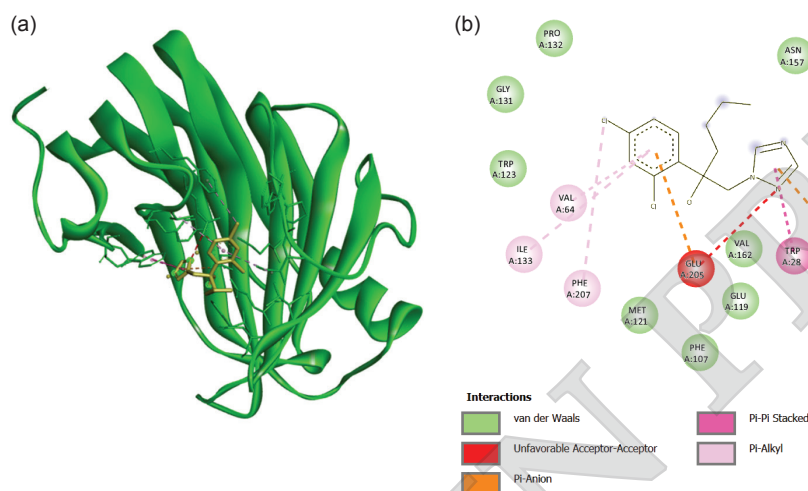 (a)
(b)
PRO
A:132
ASN
A:157
GLY
A:131
Cl
TRP
A:123
N
N
N
VAL
A:64
Cl
O
ILE
A:133
VAL
A:162
TRP
A:28
GLU
A:205
PHE
A:207
GLU
A:119
MET
A:121
PHE
A:107
Interactions
van der Waals
Unfavorable Acceptor-Acceptor
Pi-Anion
Pi-Pi Stacked
Pi-Alkyl